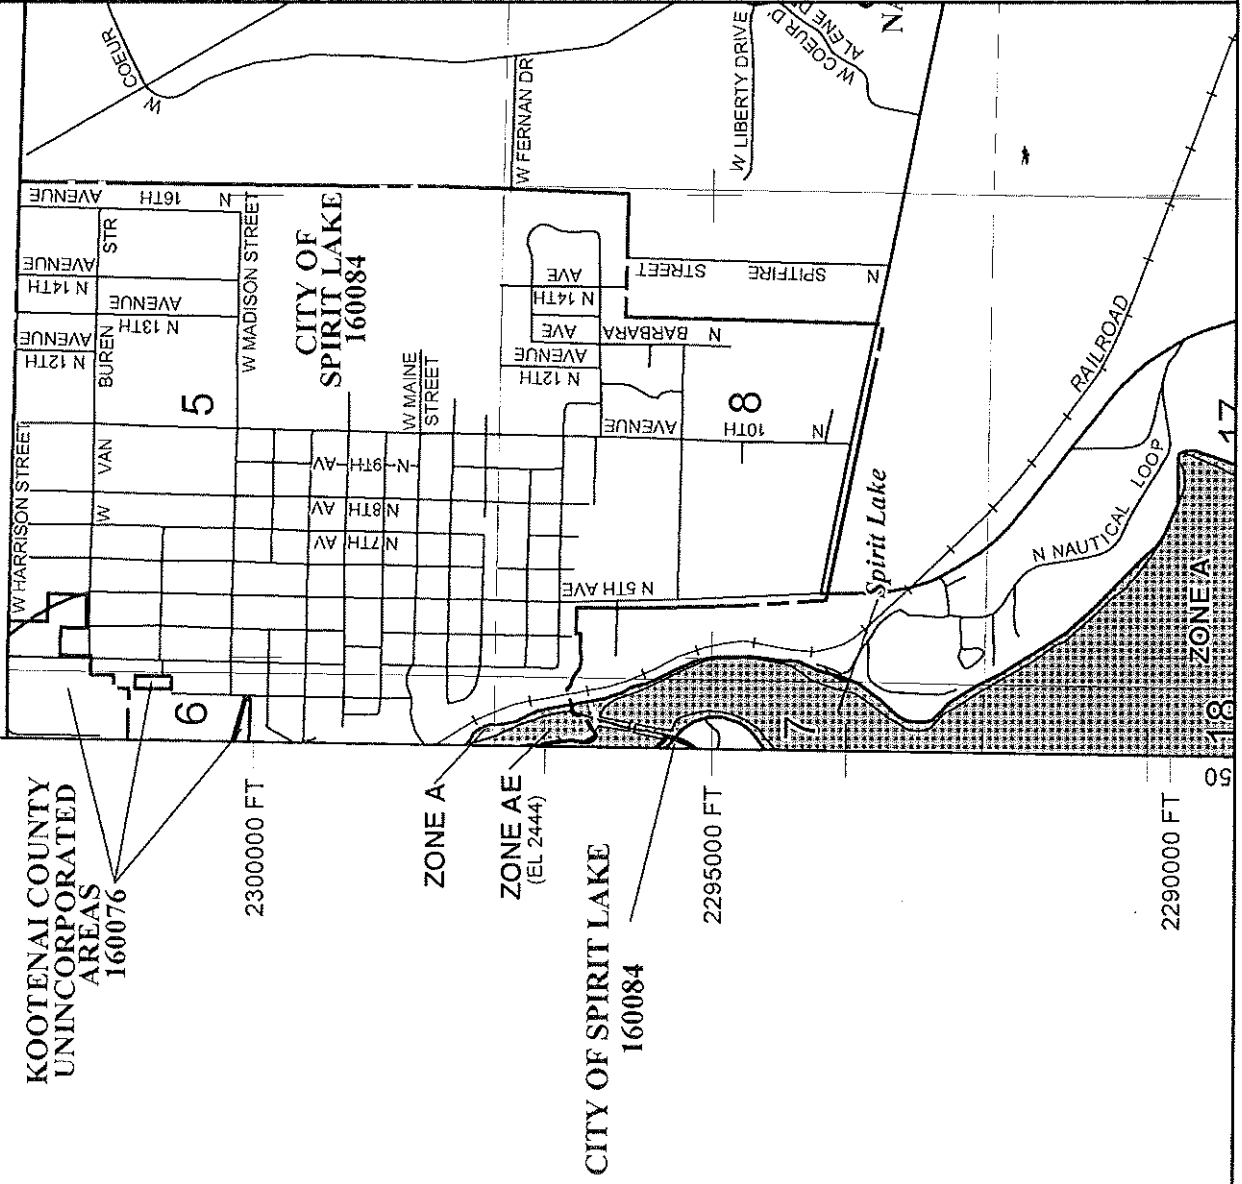 KOOTENAI COUNTY
UNINCORPORATED
AREAS
160076
2300000 FT
ZONE A
ZONE AE
(EL 2444)
CITY OF SPIRIT LAKE
160084
2295000 FT
2290000 FT
W HARRISON STREET
N 12TH AVENUE
N 13TH AVENUE
N 14TH AVENUE
N 16TH AVENUE
W VAN BUREN STR
W MADISON STREET
5
6
CITY OF
SPIRIT LAKE
160084
W MAINE
STREET
N 9TH AV
N 8TH AV
N 7TH AV
N 5TH AVE
W COEUR
W FERNAN DR
W LIBERTY DRIVE
W COEUR D'
ALENE D
NA
N 12TH AVENUE
N 14TH AVE
N BARBARA AVE
N SPITFIRE STREET
N 10TH AVENUE
8
Spirit Lake
RAILROAD
N NAUTICAL LOOP
7
ZONE A
17
18
50